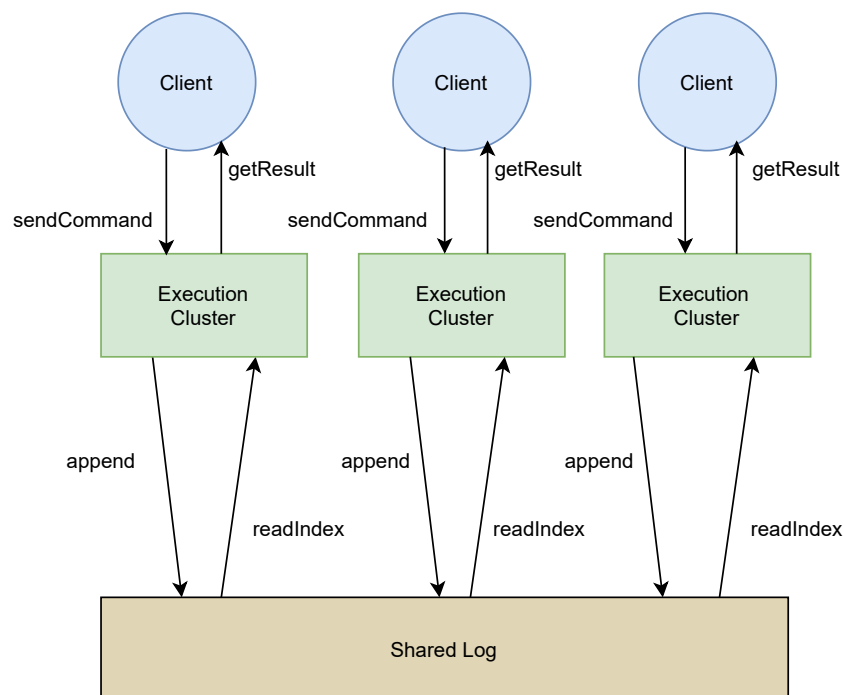 Client
Client
Client
getResult
getResult
getResult
sendCommand
sendCommand
sendCommand
Execution
Cluster
Execution
Cluster
Execution
Cluster
append
append
append
readIndex
readIndex
readIndex
Shared Log